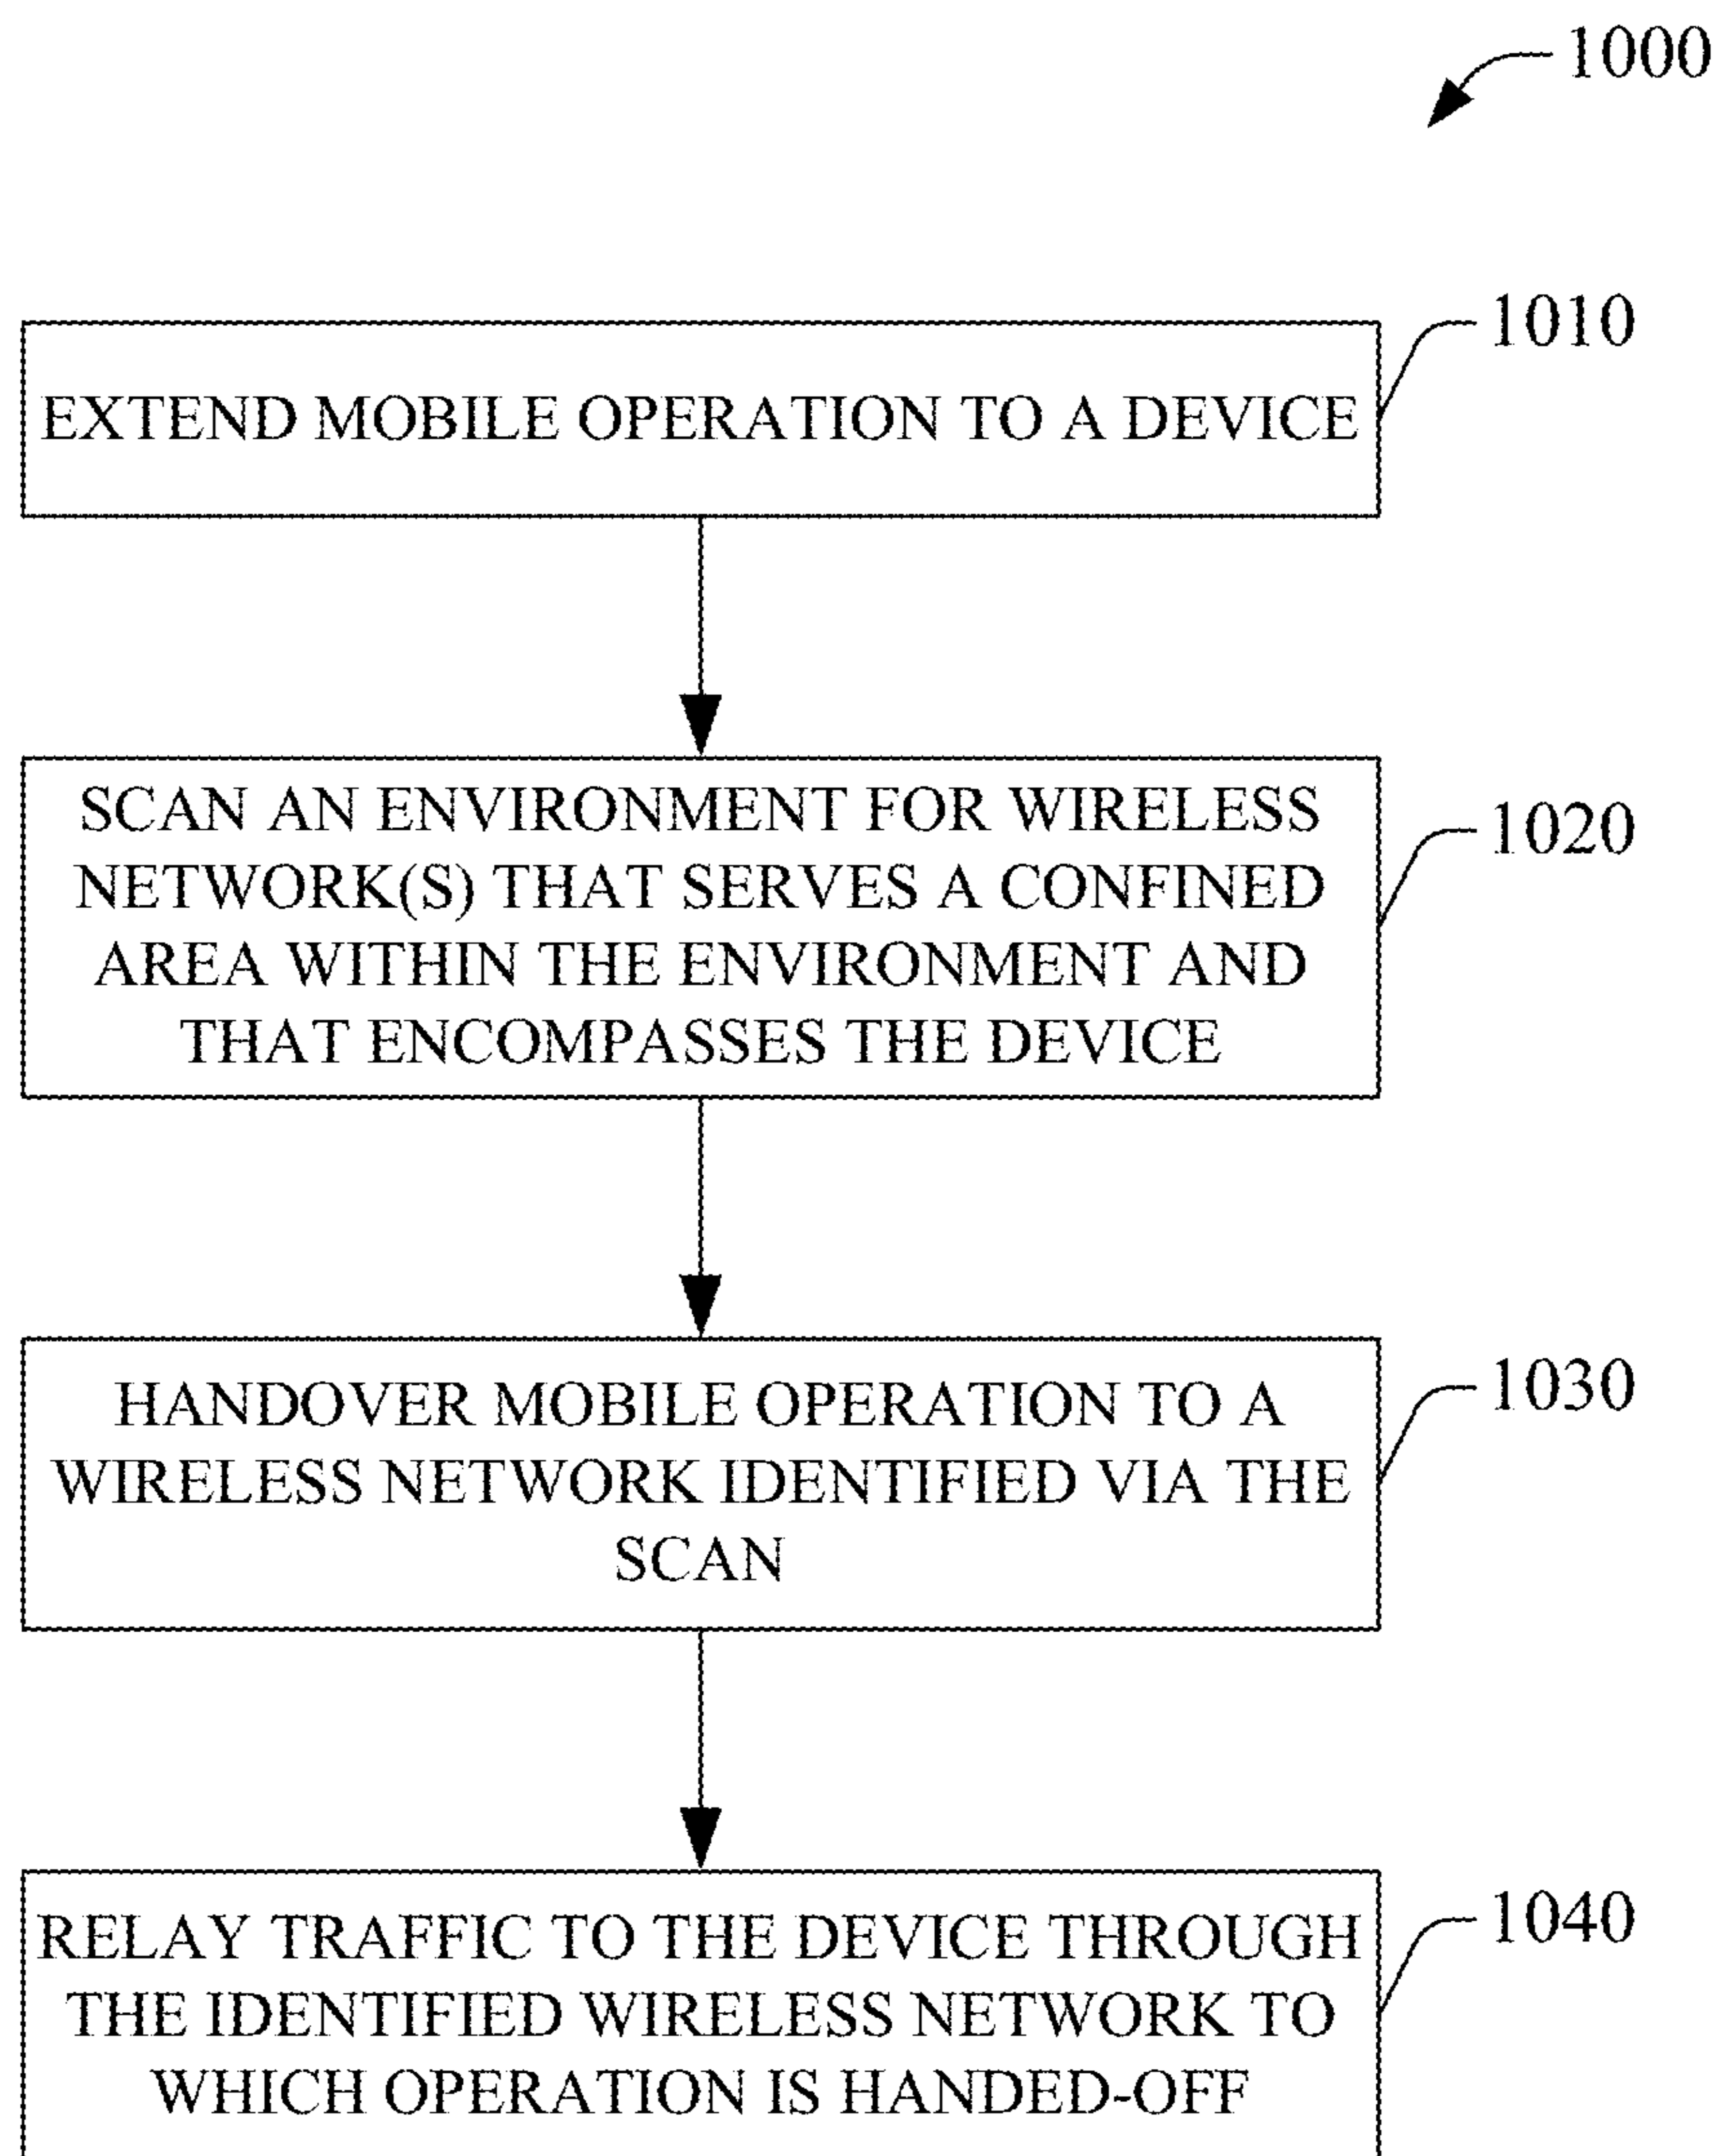 1000
1010
EXTEND MOBILE OPERATION TO A DEVICE
SCAN AN ENVIRONMENT FOR WIRELESS
1020
NETWORK(S) THAT SERVES A CONFINED
AREA WITHIN THE ENVIRONMENT AND
THAT ENCOMPASSES THE DEVICE
1030
HANDOVER MOBILE OPERATION TO A
WIRELESS NETWORK IDENTIFIED VIA THE
SCAN
1040
RELAY TRAFFIC TO THE DEVICE THROUGH
THE IDENTIFIED WIRELESS NETWORK TO
WHICH OPERATION IS HANDED-OFF